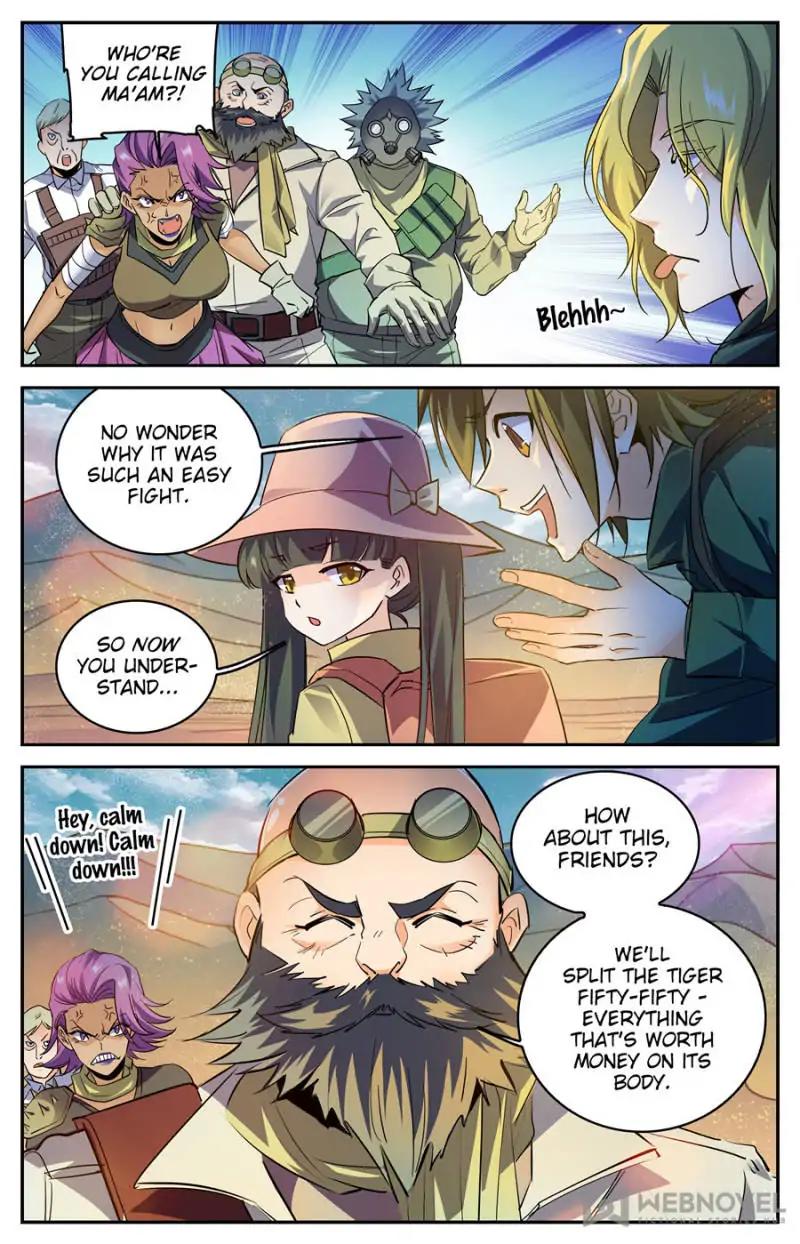 WHO'RE
YOU CALLING
MA'AM?!
Blehhh~
NO WONDER
WHY IT WAS
SUCH AN EASY
FIGHT.
SO NOW
YOU UNDER-
STAND...
Hey, calm
down! Calm
down!!!
HOW
ABOUT THIS,
FRIENDS?
WE'LL
SPLIT THE TIGER
FIFTY-FIFTY -
EVERYTHING
THAT'S WORTH
MONEY ON ITS
BODY.
WEBNOVEL